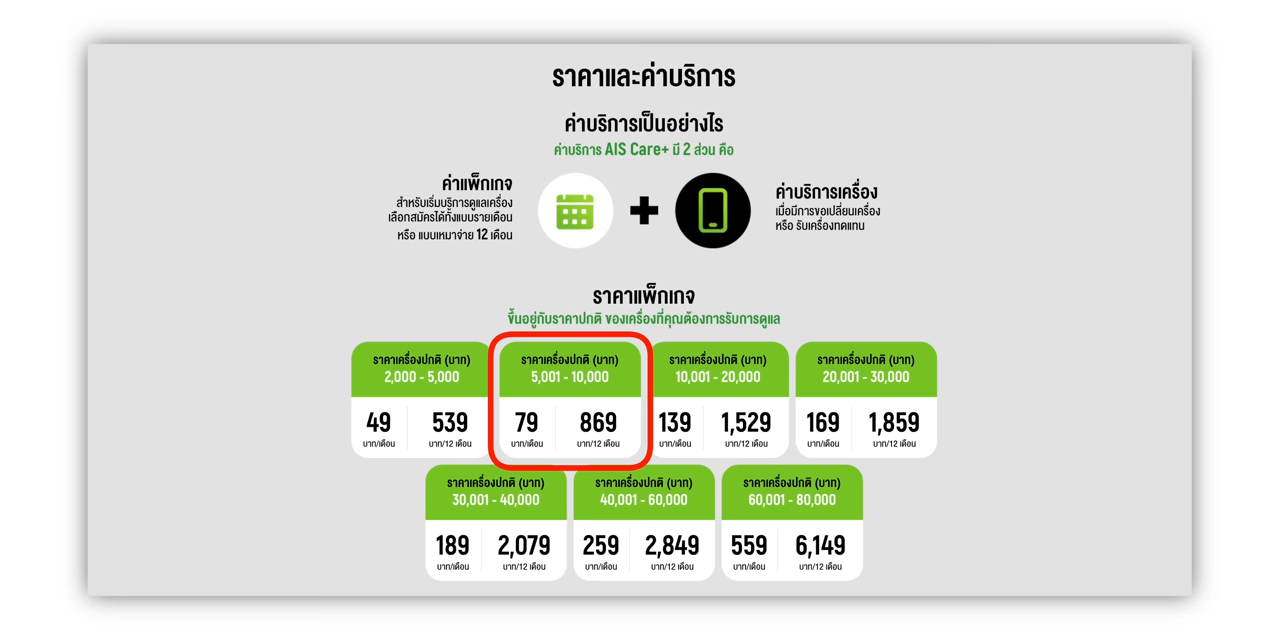 ราคาและค่าบริการ
ค่าบริการเป็นอย่างไร
ค่าบริการ AIS Care+ มี 2 ส่วน คือ
ค่าแพ็กเกจ
สำหรับเริ่มบริการดูแลเครื่อง
เลือกสมัครได้ทั้งแบบรายเดือน
หรือ แบบเหมาจ่าย 12 เดือน
ค่าบริการเครื่อง
เมื่อมีการขอเปลี่ยนเครื่อง
หรือ รับเครื่องทดแทน
ราคาแพ็กเกจ
ขึ้นอยู่กับราคาปกติ ของเครื่องที่คุณต้องการรับการดูแล
ราคาเครื่องปกติ (บาท)
2,000 - 5,000
49 539
บาท/เดือน บาท/12 เดือน
ราคาเครื่องปกติ (บาท)
5,001 - 10,000
79 869
บาท/เดือน บาท/12 เดือน
ราคาเครื่องปกติ (บาท)
10,001 - 20,000
139 1,529
บาท/เดือน บาท/12 เดือน
ราคาเครื่องปกติ (บาท)
20,001 - 30,000
169 1,859
บาท/เดือน บาท/12 เดือน
ราคาเครื่องปกติ (บาท)
30,001 - 40,000
189 2,079
บาท/เดือน บาท/12 เดือน
ราคาเครื่องปกติ (บาท)
40,001 - 60,000
259 2,849
บาท/เดือน บาท/12 เดือน
ราคาเครื่องปกติ (บาท)
60,001 - 80,000
559 6,149
บาท/เดือน บาท/12 เดือน